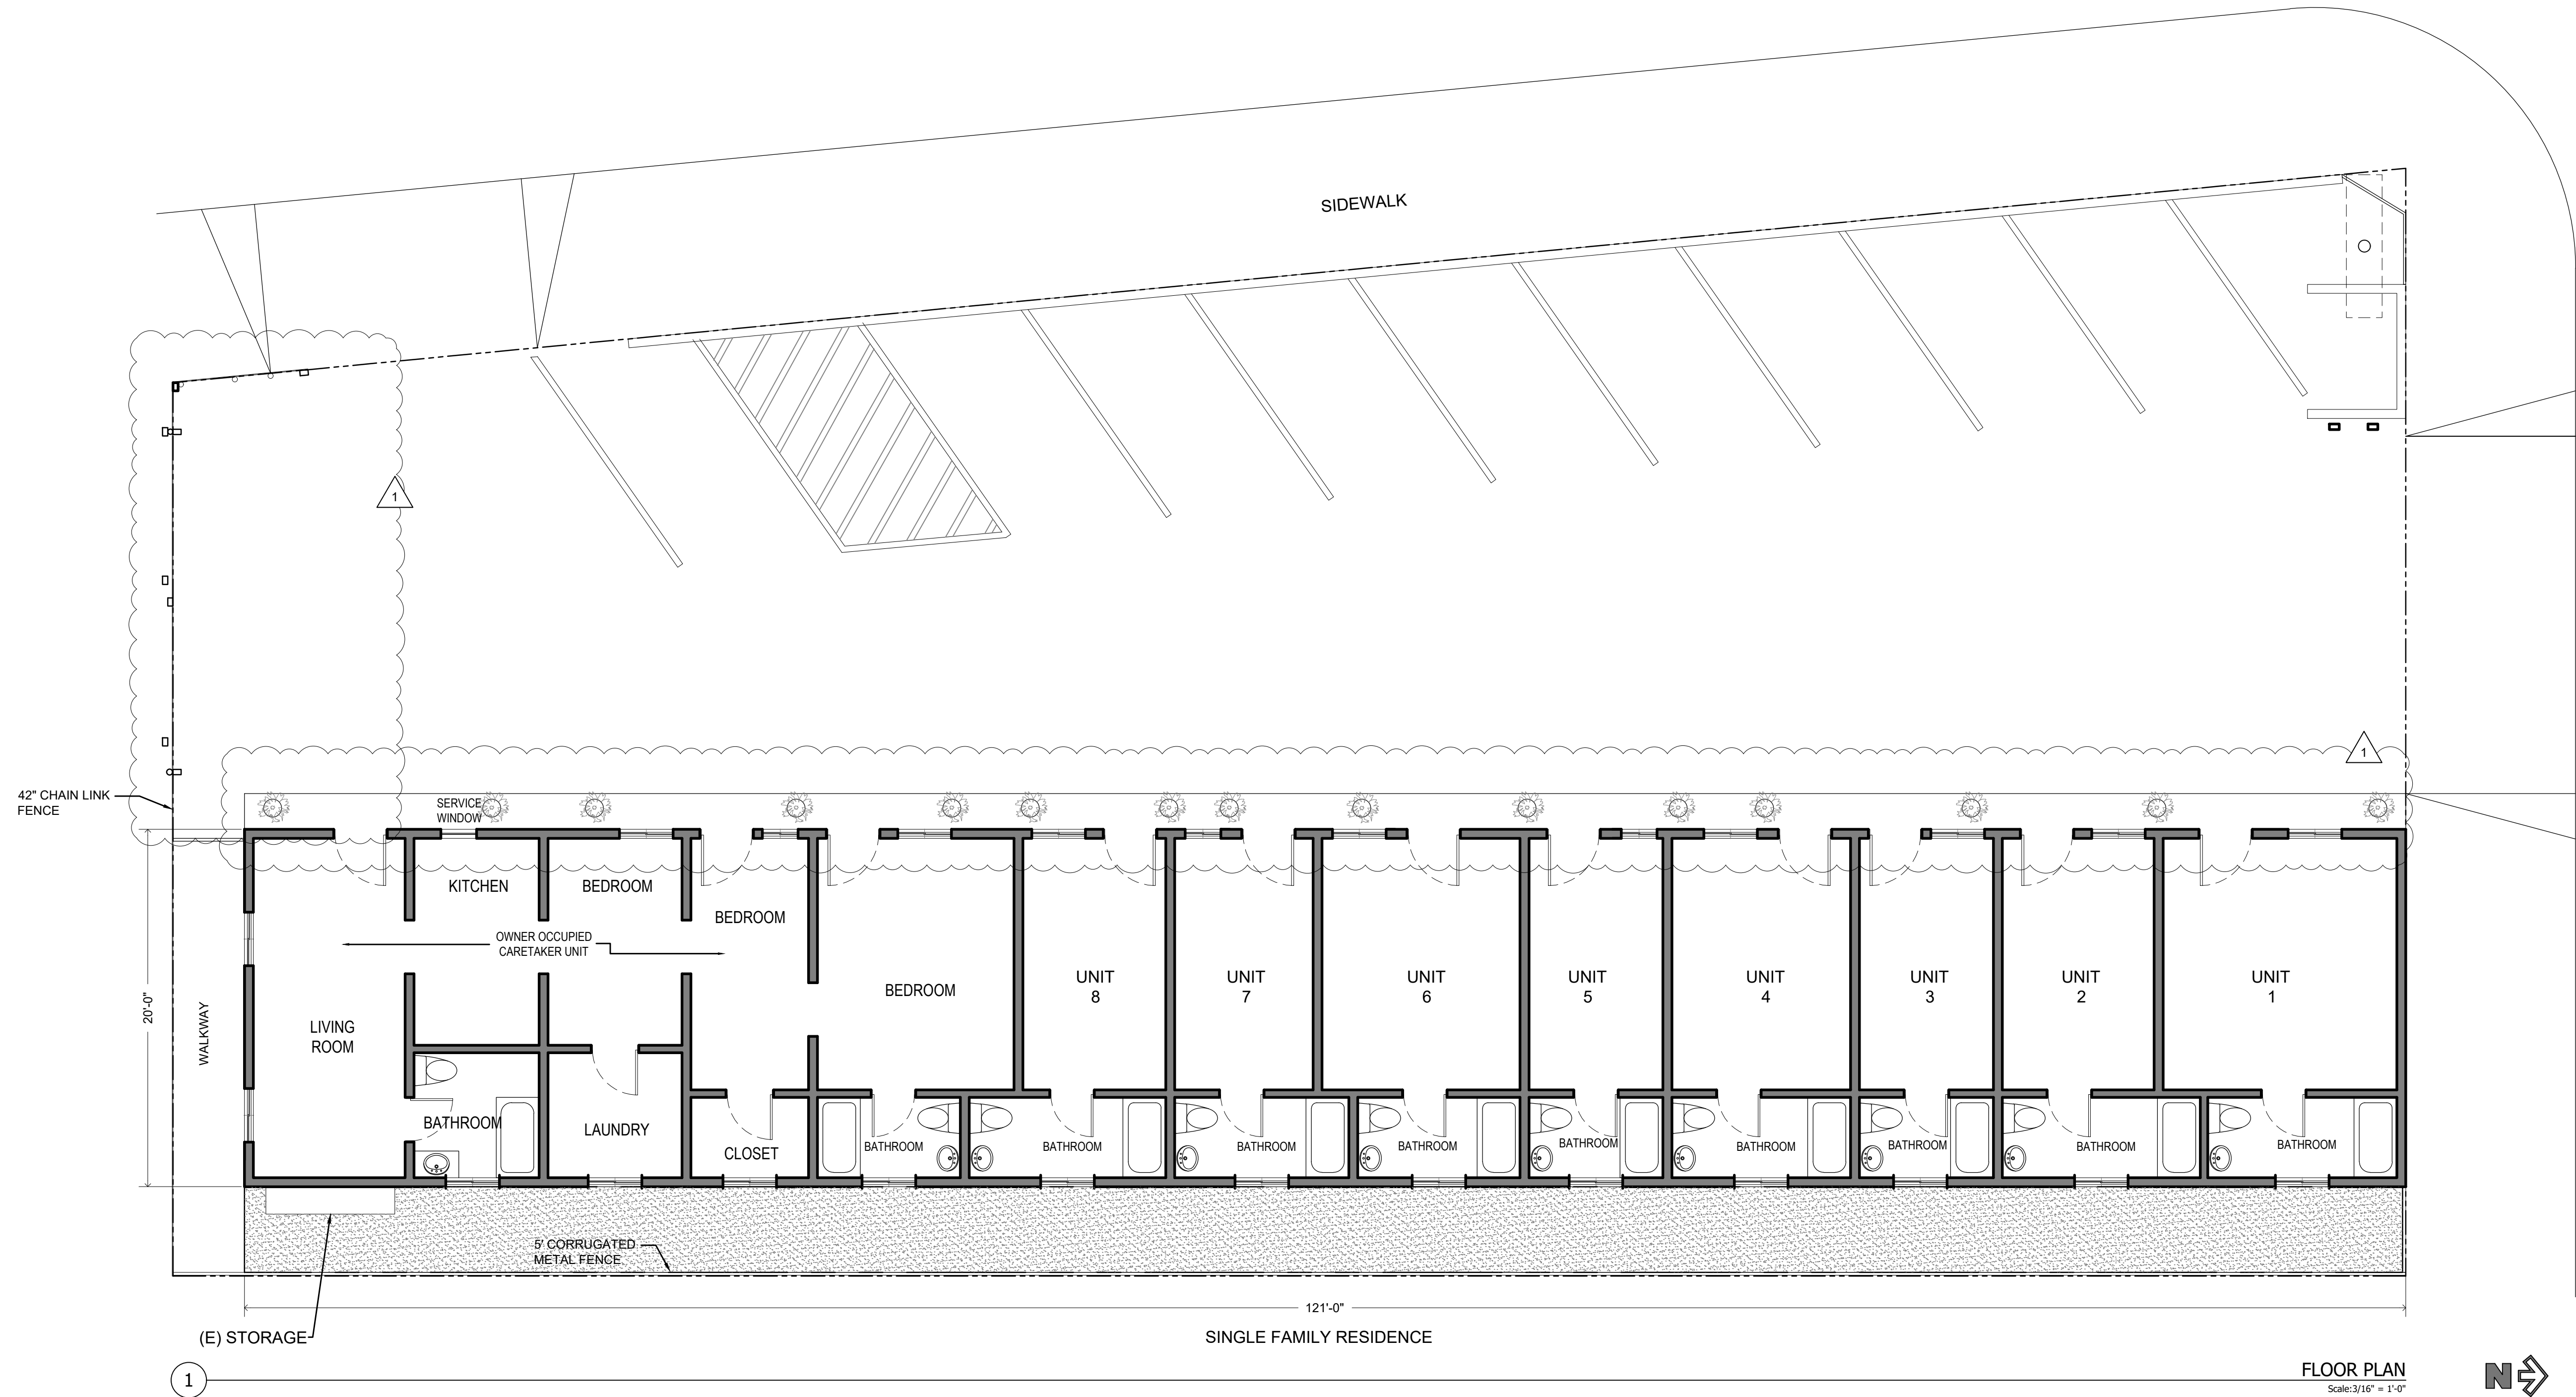 SIDEWALK
1
1
42" CHAIN LINK
FENCE
SERVICE
WINDOW
KITCHEN
BEDROOM
BEDROOM
OWNER OCCUPIED
CARETAKER UNIT
BEDROOM
UNIT
8
UNIT
7
UNIT
6
UNIT
5
UNIT
4
UNIT
3
UNIT
2
UNIT
1
20'-0"
WALKWAY
LIVING
ROOM
BATHROOM
LAUNDRY
CLOSET
BATHROOM
BATHROOM
BATHROOM
BATHROOM
BATHROOM
BATHROOM
BATHROOM
BATHROOM
BATHROOM
5' CORRUGATED
METAL FENCE
121'-0"
(E) STORAGE
SINGLE FAMILY RESIDENCE
1
FLOOR PLAN
Scale:3/16" = 1'-0"
N